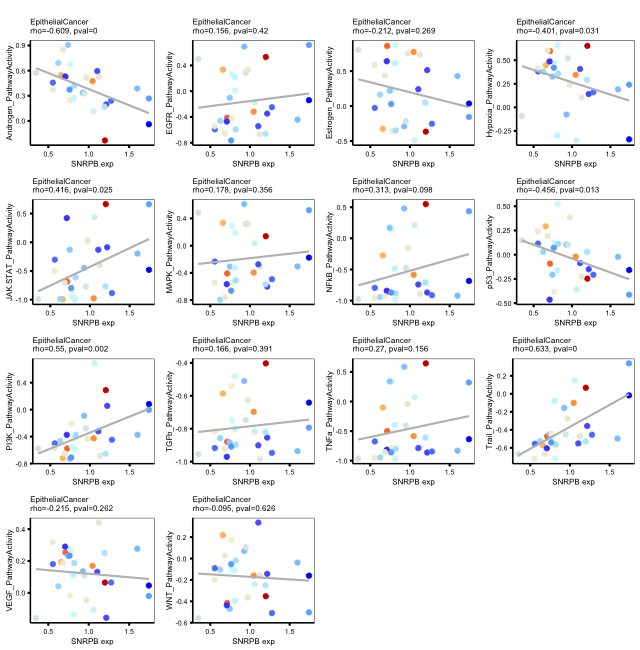 EpithelialCancer
rho=-0.609, pval=0
Androgen_PathwayActivity
0.9
0.6
0.3
0.0
0.5
1.0
1.5
SNRPB exp
EpithelialCancer
rho=0.156, pval=0.42
EGFR_PathwayActivity
0.4
0.0
-0.4
-0.8
0.5
1.0
1.5
SNRPB exp
EpithelialCancer
rho=-0.212, pval=0.269
Estrogen_PathwayActivity
0.5
0.0
-0.5
0.5
1.0
1.5
SNRPB exp
EpithelialCancer
rho=-0.401, pval=0.031
Hypoxia_PathwayActivity
0.50
0.25
0.00
-0.25
0.5
1.0
1.5
SNRPB exp
EpithelialCancer
rho=0.416, pval=0.025
JAK.STAT_PathwayActivity
0.5
0.0
-0.5
-1.0
0.5
1.0
1.5
SNRPB exp
EpithelialCancer
rho=0.178, pval=0.356
MAPK_PathwayActivity
0.4
0.0
-0.4
-0.8
0.5
1.0
1.5
SNRPB exp
EpithelialCancer
rho=0.313, pval=0.098
NFkB_PathwayActivity
0.5
0.0
-0.5
-1.0
0.5
1.0
1.5
SNRPB exp
EpithelialCancer
rho=-0.456, pval=0.013
p53_PathwayActivity
0.50
0.25
0.00
-0.25
-0.50
0.5
1.0
1.5
SNRPB exp
EpithelialCancer
rho=0.55, pval=0.002
PI3K_PathwayActivity
0.4
0.0
-0.4
-0.8
0.5
1.0
1.5
SNRPB exp
EpithelialCancer
rho=0.166, pval=0.391
TGFb_PathwayActivity
-0.4
-0.6
-0.8
-1.0
0.5
1.0
1.5
SNRPB exp
EpithelialCancer
rho=0.27, pval=0.156
TNFa_PathwayActivity
0.5
0.0
-0.5
-1.0
0.5
1.0
1.5
SNRPB exp
EpithelialCancer
rho=0.633, pval=0
Trail_PathwayActivity
0.2
0.0
-0.2
-0.4
-0.6
0.5
1.0
1.5
SNRPB exp
EpithelialCancer
rho=-0.215, pval=0.262
VEGF_PathwayActivity
0.4
0.2
0.0
0.5
1.0
1.5
SNRPB exp
EpithelialCancer
rho=-0.095, pval=0.626
WNT_PathwayActivity
0.2
0.0
-0.2
-0.4
-0.6
0.5
1.0
1.5
SNRPB exp